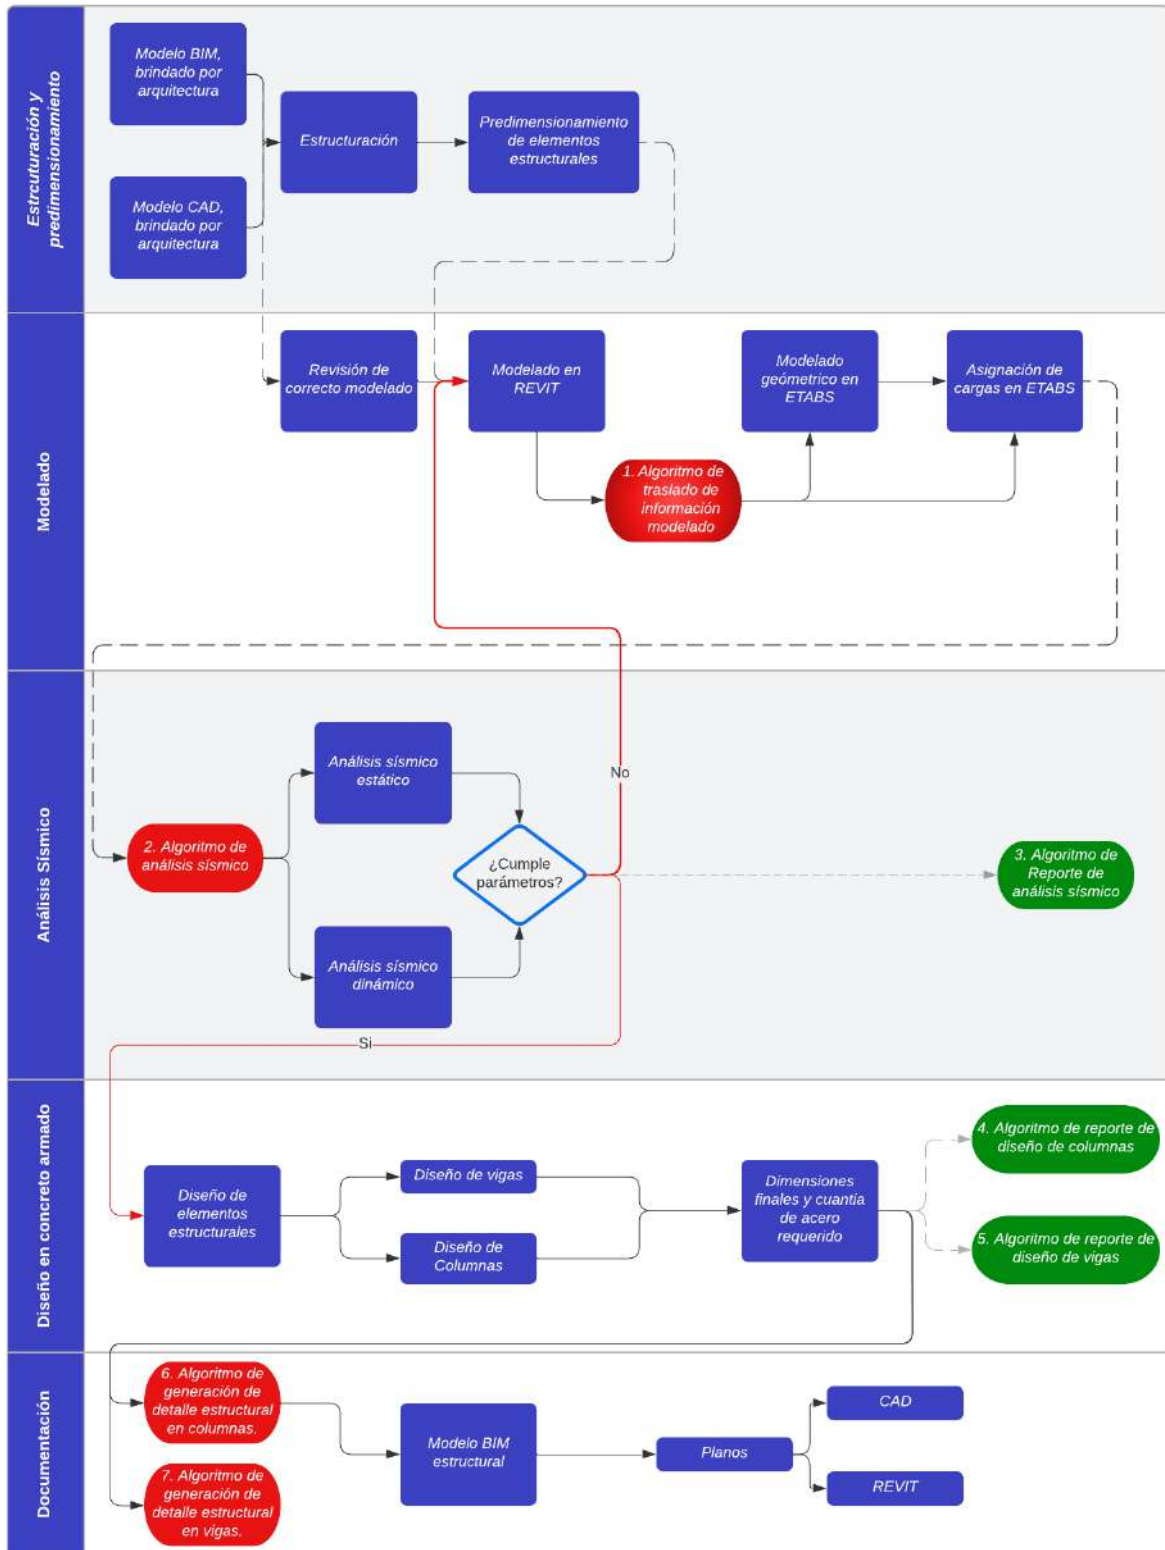 Estrcuturación y
predimensionamiento
Modelo BIM,
brindado por
arquitectura
Modelo CAD,
brindado por
arquitectura
Estructuración
Predimensionamiento
de elementos
estructurales
Modelado
Revisión de
correcto modelado
Modelado en
REVIT
Modelado
geómetrico en
ETABS
Asignación de
cargas en ETABS
1. Algoritmo de
traslado de
información
modelado
Análisis Sísmico
2. Algoritmo de
análisis sísmico
Análisis sísmico
estático
Análisis sísmico
dinámico
¿Cumple
parámetros?
No
Si
3. Algoritmo de
Reporte de
análisis sísmico
Diseño en concreto armado
Diseño de
elementos
estructurales
Diseño de vigas
Diseño de
Columnas
Dimensiones
finales y cuantía
de acero
requerido
4. Algoritmo de reporte de
diseño de columnas
5. Algoritmo de reporte de
diseño de vigas
Documentación
6. Algoritmo de
generación de
detalle estructural
en columnas.
7. Algoritmo de
generación de
detalle estructural
en vigas.
Modelo BIM
estructural
Planos
CAD
REVIT